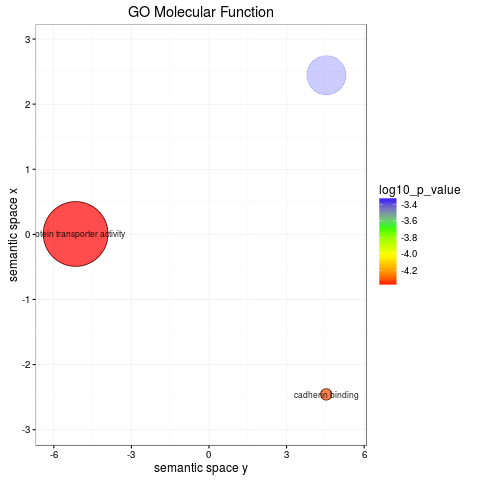 GO Molecular Function
3
2
1
0
-1
-2
-3
semantic space x
otein transporter activity
cadherin binding
-6
-3
0
3
6
semantic space y
log10_p_value
-3.4
-3.6
-3.8
-4.0
-4.2